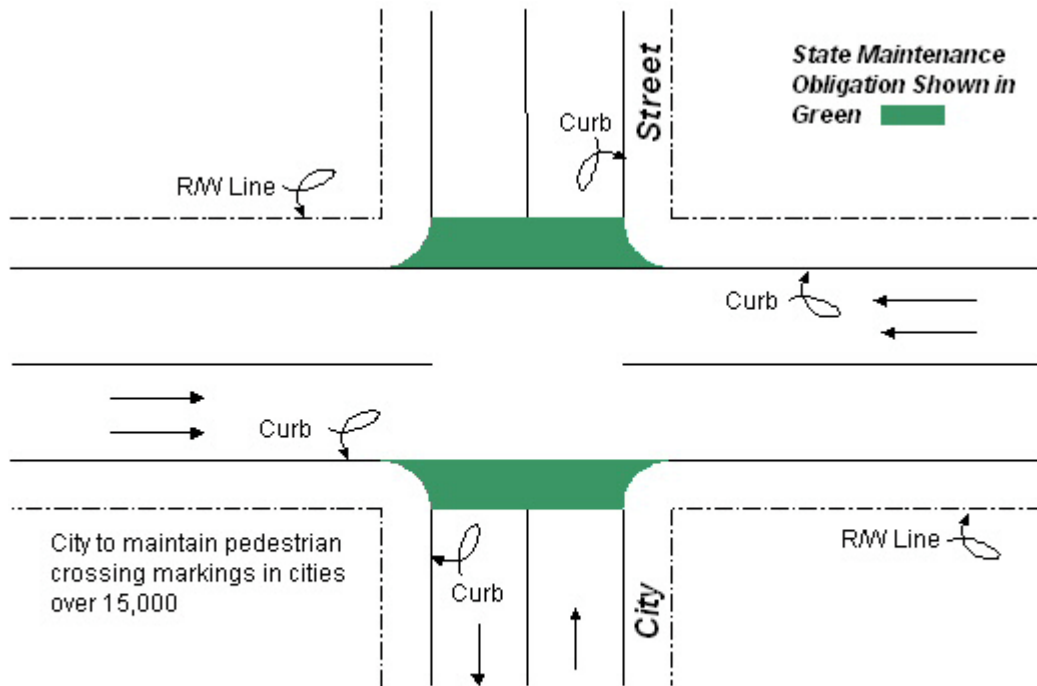 State Maintenance
Obligation Shown in
Green
Curb
Street
R/W Line
Curb
Curb
R/W Line
City to maintain pedestrian
crossing markings in cities
over 15,000
Curb
City